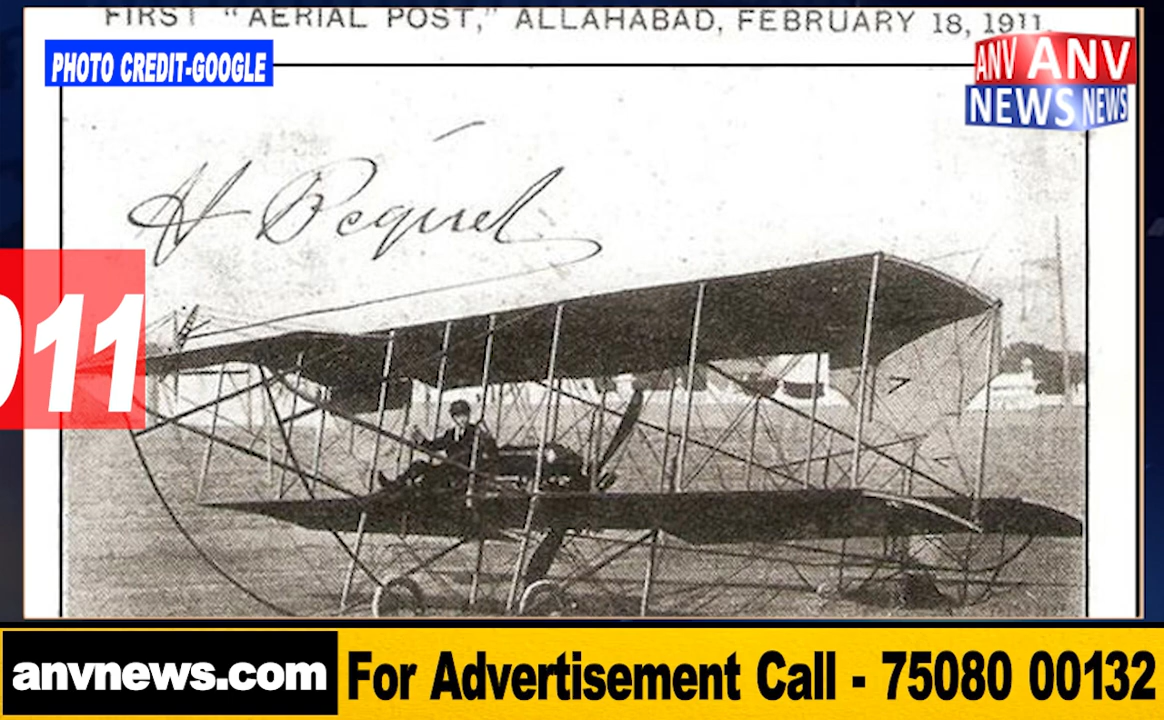 FIRST "AERIAL POST," ALLAHABAD, FEBRUARY 18, 1911.
PHOTO CREDIT-GOOGLE
ANV ANV
NEWS NEWS
H Pequet
911
anvnews.com
For Advertisement Call - 75080 00132